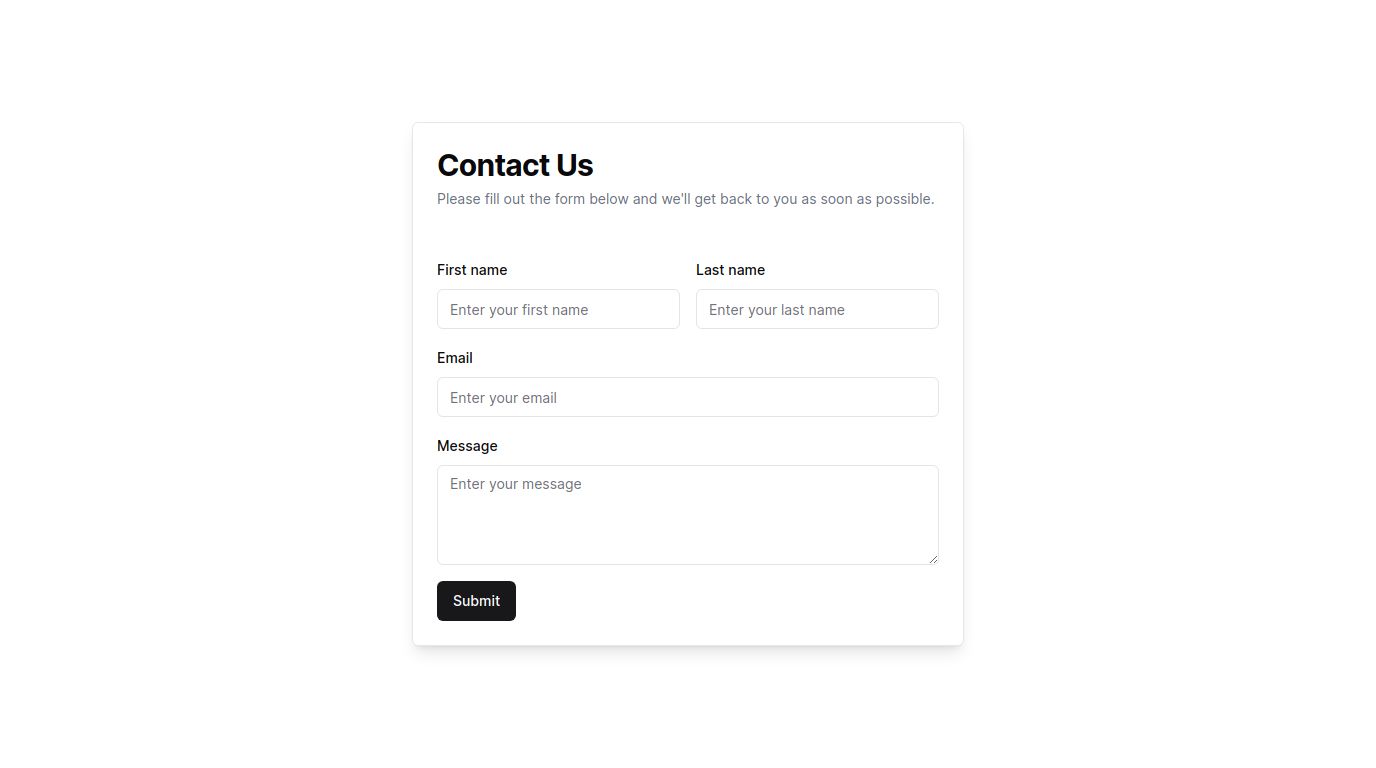 Contact Us
Please fill out the form below and we'll get back to you as soon as possible.
First name
Last name
Enter your first name
Enter your last name
Email
Enter your email
Message
Enter your message
Submit